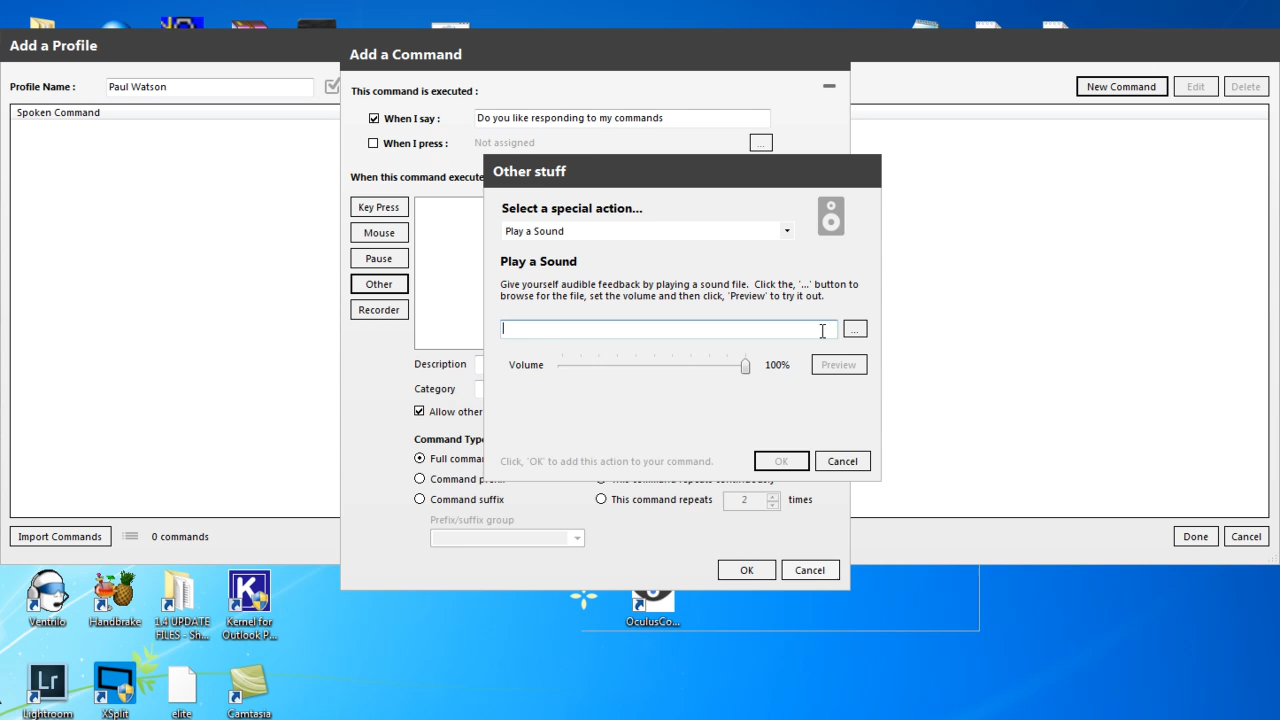 Add a Profile
Profile Name : Paul Watson
New Command Edit Delete
Spoken Command
Add a Command
This command is executed :
When I say : Do you like responding to my commands
When I press : Not assigned ...
When this command execute
Key Press
Mouse
Pause
Other
Recorder
Description
Category
Allow other
Command Typ
Full comma
Command
Command suffix
This command repeats 2 times
Prefix/suffix group
OK Cancel
Other stuff
Select a special action...
Play a Sound
Play a Sound
Give yourself audible feedback by playing a sound file. Click the, '...' button to
browse for the file, set the volume and then click, 'Preview' to try it out.
...
Volume 100% Preview
Click, 'OK' to add this action to your command. OK Cancel
Import Commands 0 commands Done Cancel
Ventrilo
Handbrake
1.4 UPDATE
FILES - Sh...
Kernel for
Outlook P...
OculusCo...
Lr
Lightroom
XSplit
elite
Camtasia